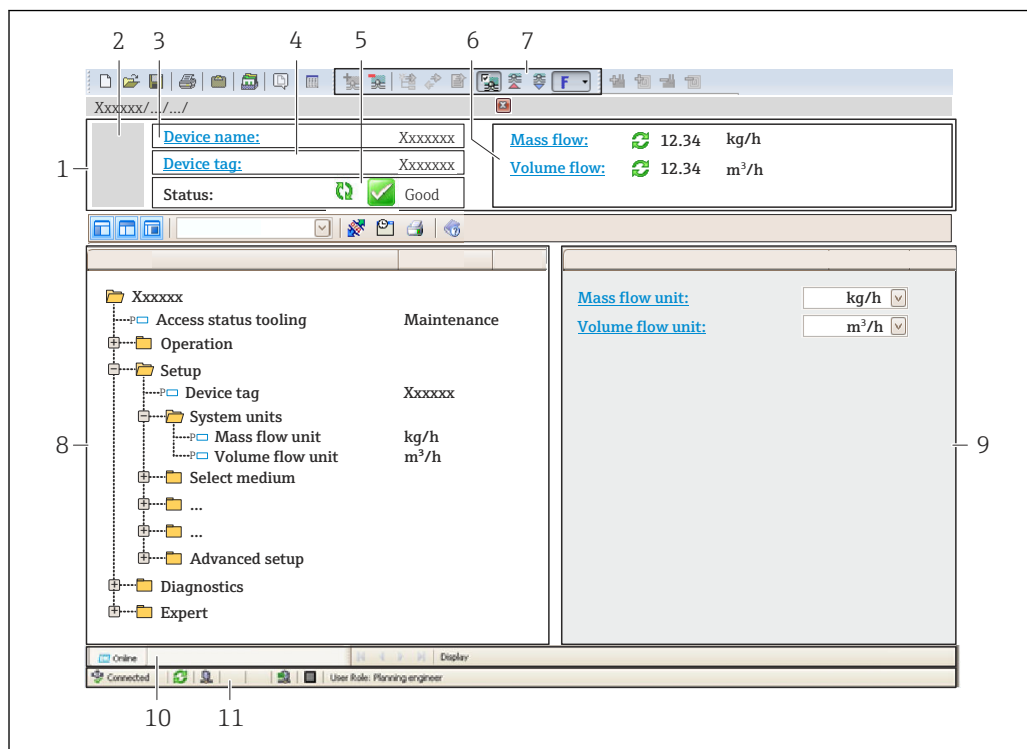 2 3 4 5 6 7
F
Xxxxxx/.../.../
1
Device name: Xxxxxxx
Device tag: Xxxxxxx
Status: Good
Mass flow: 12.34 kg/h
Volume flow: 12.34 m³/h
Xxxxxx
P Access status tooling Maintenance
Operation
Setup
P Device tag Xxxxxx
System units
P Mass flow unit kg/h
P Volume flow unit m³/h
Select medium
...
...
Advanced setup
Diagnostics
Expert
8
Mass flow unit: kg/h
Volume flow unit: m³/h
9
Online Display
Connected User Role: Planning engineer
10 11